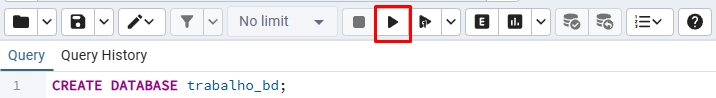 No limit
E
Query Query History
1 CREATE DATABASE trabalho_bd;